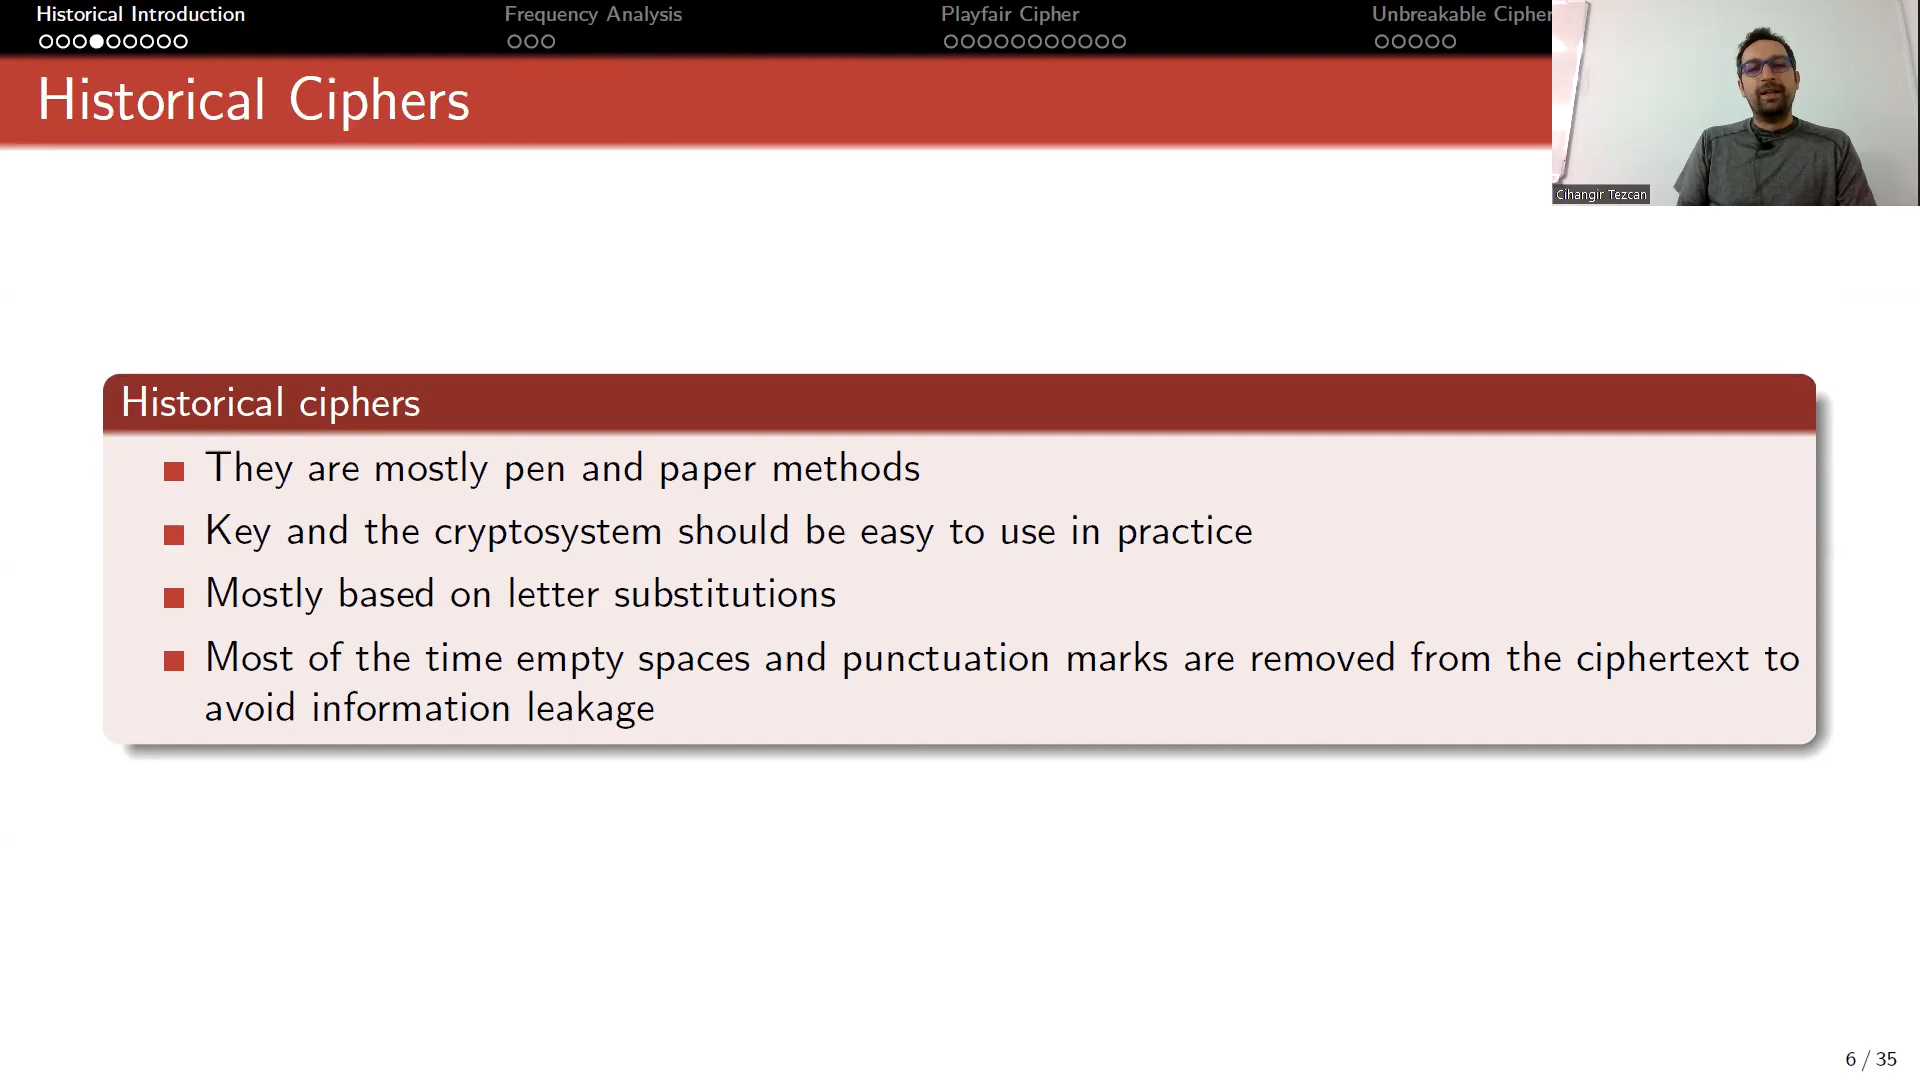 Historical Introduction
Frequency Analysis
Playfair Cipher
Unbreakable Cipher
Historical Ciphers
Cihangir Tezcan
Historical ciphers
They are mostly pen and paper methods
Key and the cryptosystem should be easy to use in practice
Mostly based on letter substitutions
Most of the time empty spaces and punctuation marks are removed from the ciphertext to
avoid information leakage
6 / 35